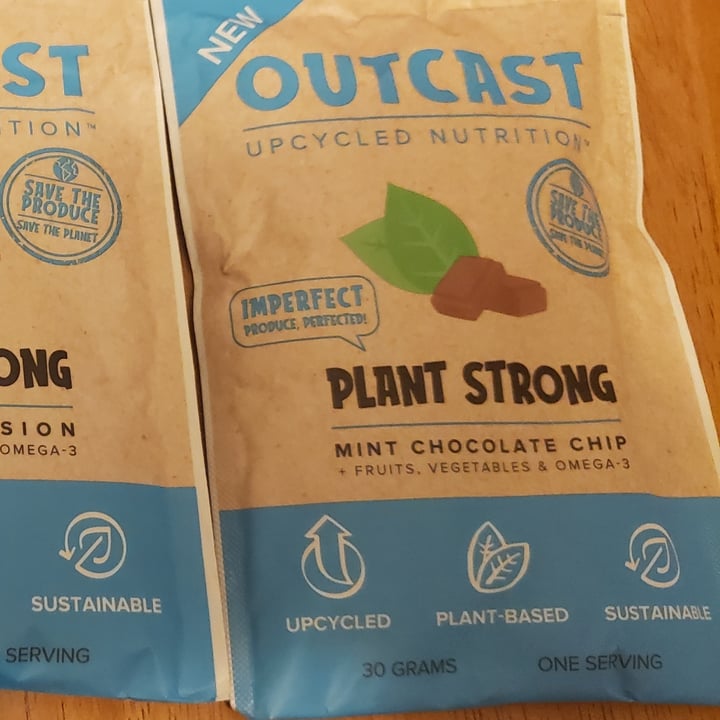 ST
TION™
SAVE THE
PRODUCE
SAVE THE PLANET
ONG
SION
OMEGA-3
SUSTAINABLE
SERVING
NEW
OUTCAST
UPCYCLED NUTRITION™
SAVE THE
PRODUCE
SAVE THE PLANET
IMPERFECT
PRODUCE, PERFECTED!
PLANT STRONG
MINT CHOCOLATE CHIP
+ FRUITS, VEGETABLES & OMEGA-3
UPCYCLED PLANT-BASED SUSTAINABLE
30 GRAMS ONE SERVING